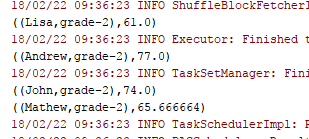 18/02/22 09:36:23 INFO ShuffleBlockFetcherI
((Lisa,grade-2),61.0)
18/02/22 09:36:23 INFO Executor: Finished t
((Andrew,grade-2),77.0)
18/02/22 09:36:23 INFO TaskSetManager: Fini
((John,grade-2),74.0)
((Mathew,grade-2),65.666664)
18/02/22 09:36:23 INFO TaskSchedulerImpl: R